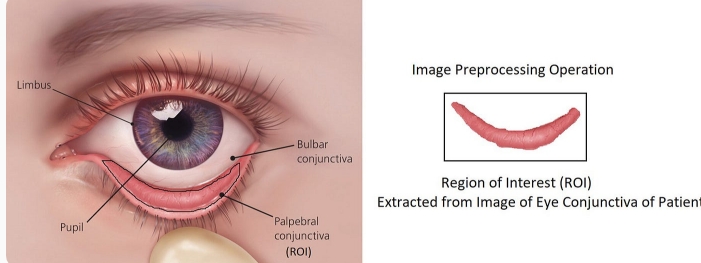 Limbus
Bulbar
conjunctiva
Pupil
Palpebral
conjunctiva
(ROI)
Image Preprocessing Operation
Region of Interest (ROI)
Extracted from Image of Eye Conjunctiva of Patient